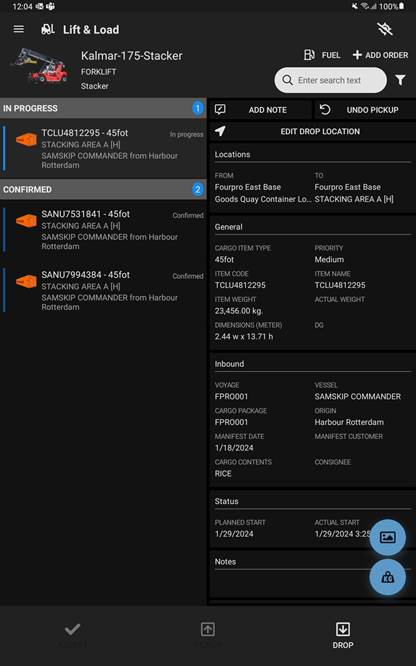 12:04
100%
Lift & Load
Kalmar-175-Stacker
FORKLIFT
Stacker
FUEL
ADD ORDER
Enter search text
IN PROGRESS
1
TCLU4812295 - 45fot
In progress
STACKING AREA A [H]
SAMSKIP COMMANDER from Harbour
Rotterdam
CONFIRMED
2
SANU7531841 - 45fot
Confirmed
STACKING AREA A [H]
SAMSKIP COMMANDER from Harbour
Rotterdam
SANU7994384 - 45fot
Confirmed
STACKING AREA A [H]
SAMSKIP COMMANDER from Harbour
Rotterdam
ADD NOTE
UNDO PICKUP
EDIT DROP LOCATION
Locations
FROM
TO
Fourpro East Base
Fourpro East Base
Goods Quay Container Lo...
STACKING AREA A [H]
General
CARGO ITEM TYPE
PRIORITY
45fot
Medium
ITEM CODE
ITEM NAME
TCLU4812295
TCLU4812295
ITEM WEIGHT
ACTUAL WEIGHT
23,456.00 kg.
DIMENSIONS (METER)
DG
2.44 w x 13.71 h
Inbound
VOYAGE
VESSEL
FPRO001
SAMSKIP COMMANDER
CARGO PACKAGE
ORIGIN
FPRO001
Harbour Rotterdam
MANIFEST DATE
MANIFEST CUSTOMER
1/18/2024
CARGO CONTENTS
CONSIGNEE
RICE
Status
PLANNED START
ACTUAL START
1/29/2024
1/29/2024 3:25
Notes
KG
DROP